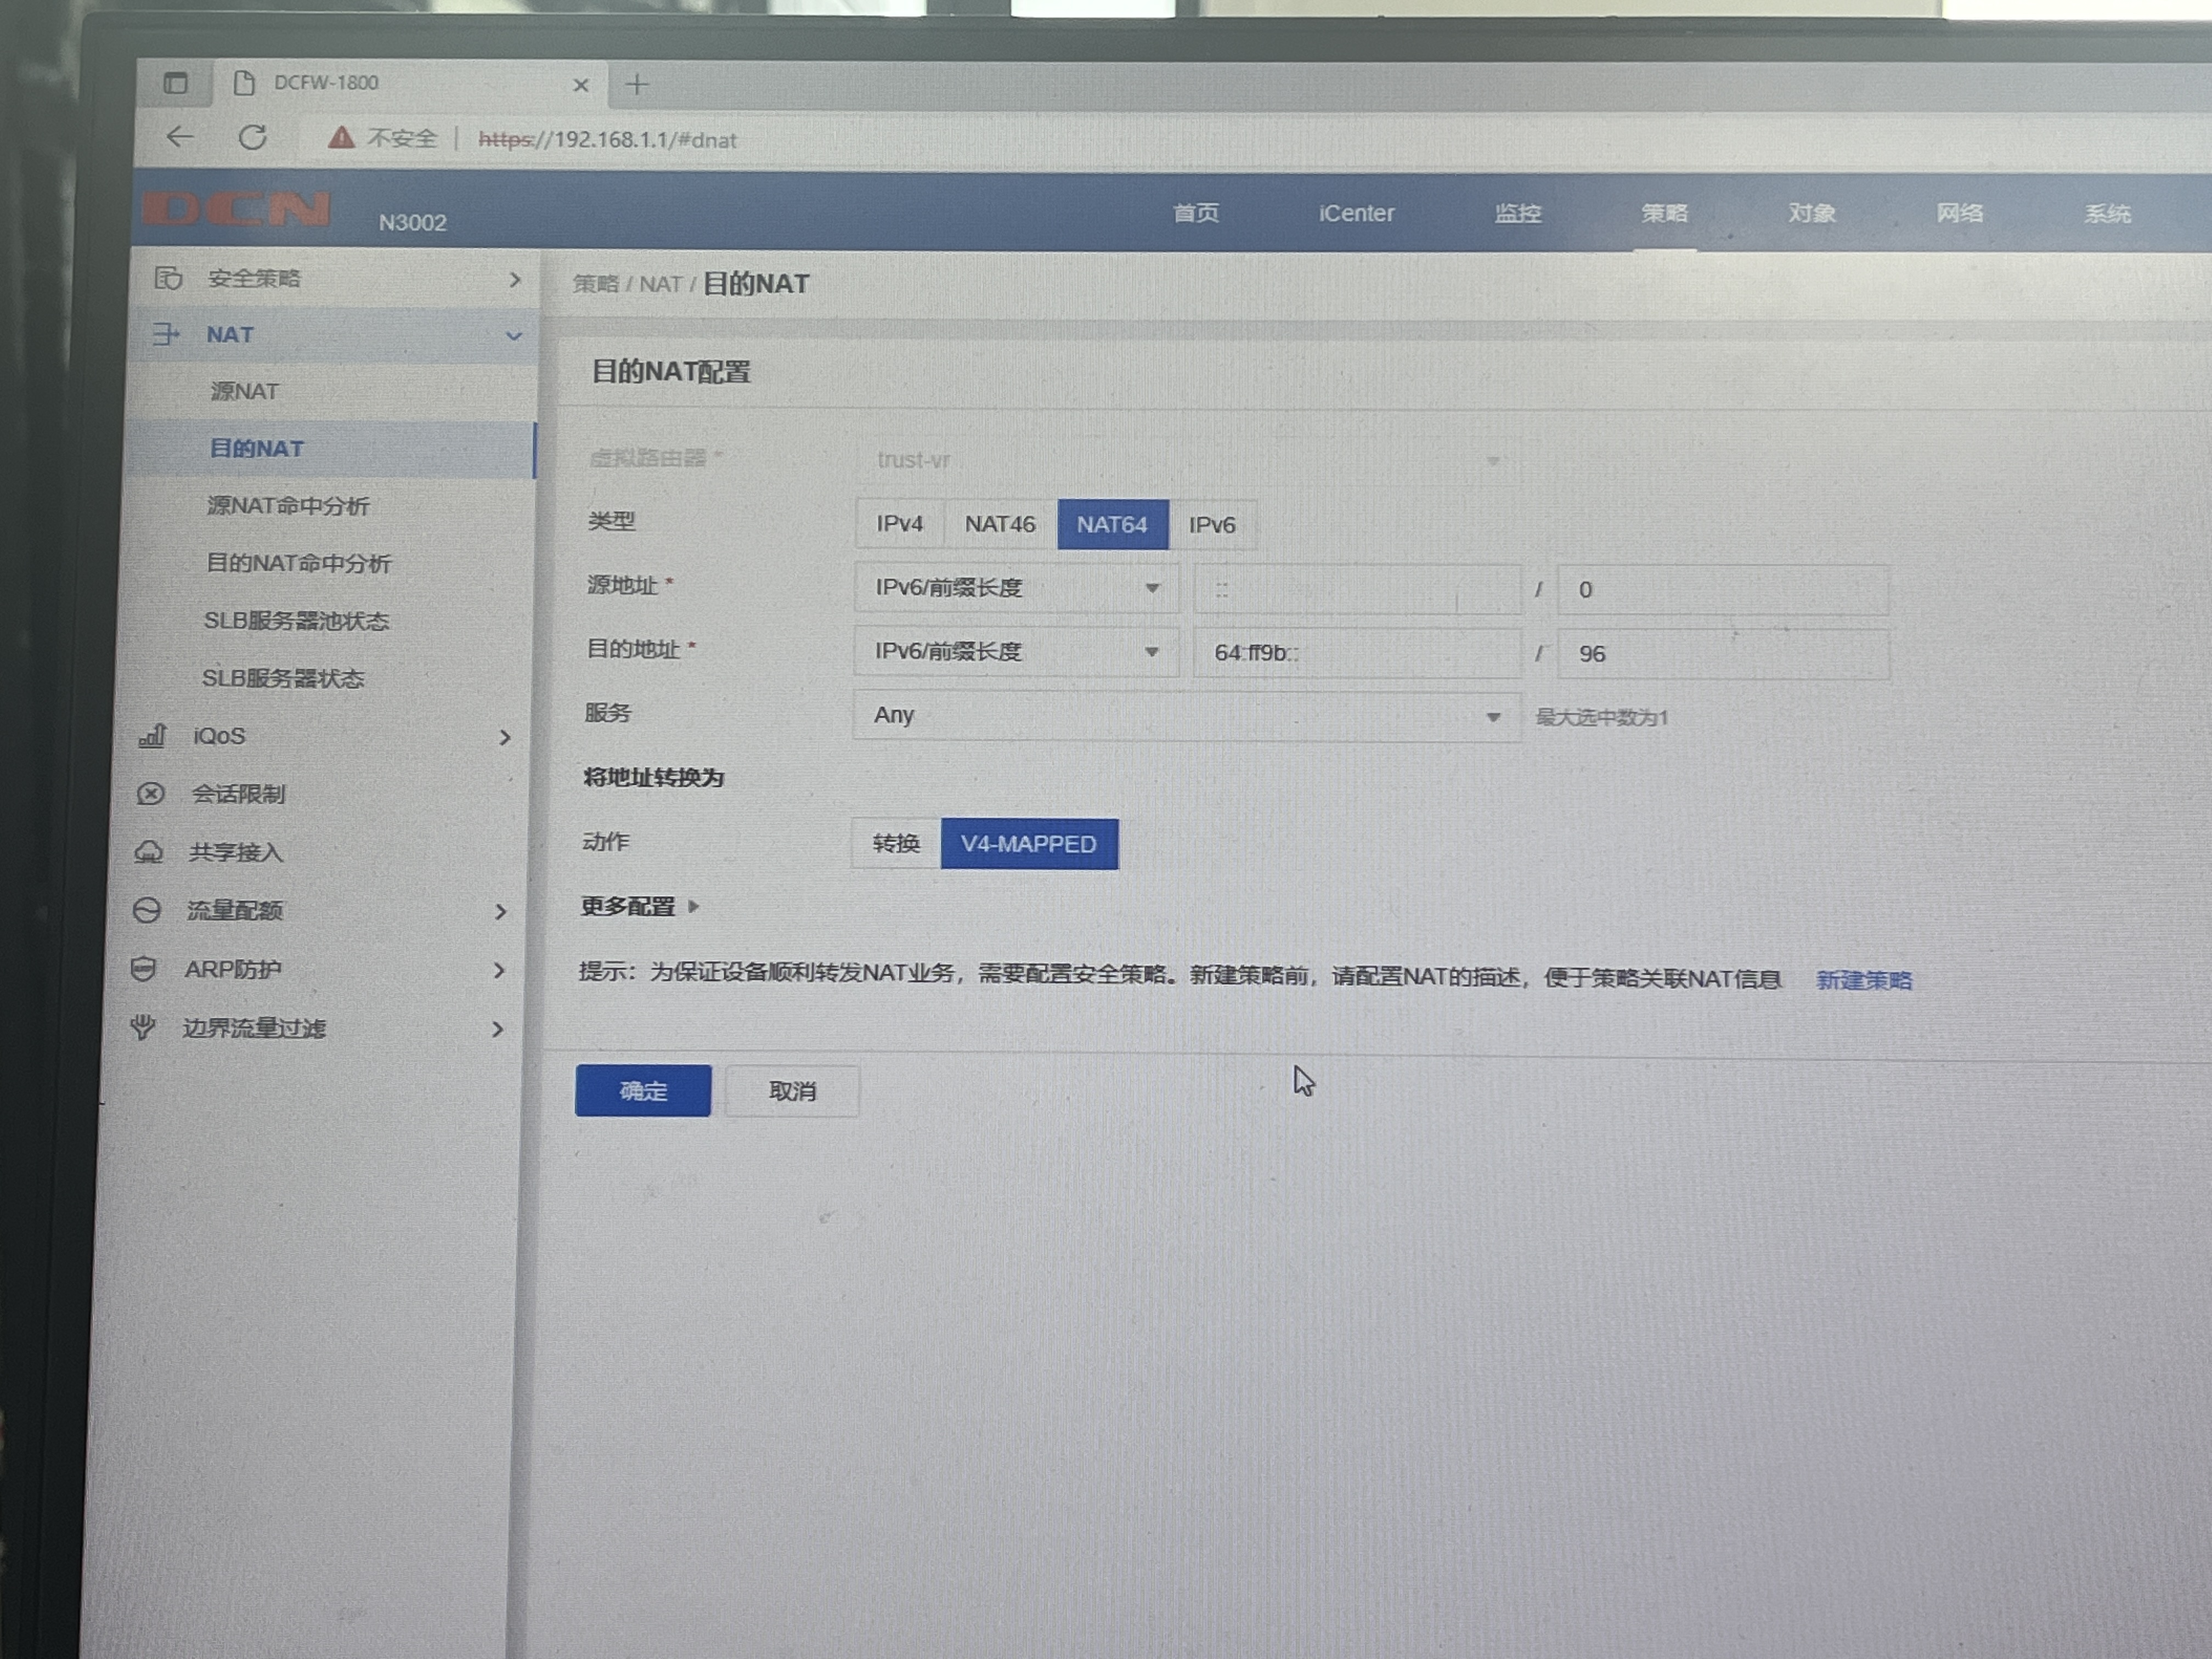 DCFW-1800
不安全 https://192.168.1.1/#dnat
DCN N3002 首页 iCenter 监控 策略 对象 网络 系统
安全策略
NAT
源NAT
目的NAT
源NAT命中分析
目的NAT命中分析
SLB服务器池状态
SLB服务器状态
iQoS
会话限制
共享接入
流量配额
ARP防护
边界流量过滤
策略 / NAT / 目的NAT
目的NAT配置
虚拟路由器 * trust-vr
类型 IPv4 NAT46 NAT64 IPv6
源地址 * IPv6/前缀长度 :: / 0
目的地址 * IPv6/前缀长度 64:ff9b:: / 96
服务 Any 最大选中数为1
将地址转换为
动作 转换 V4-MAPPED
更多配置
提示：为保证设备顺利转发NAT业务，需要配置安全策略。新建策略前，请配置NAT的描述，便于策略关联NAT信息 新建策略
确定 取消